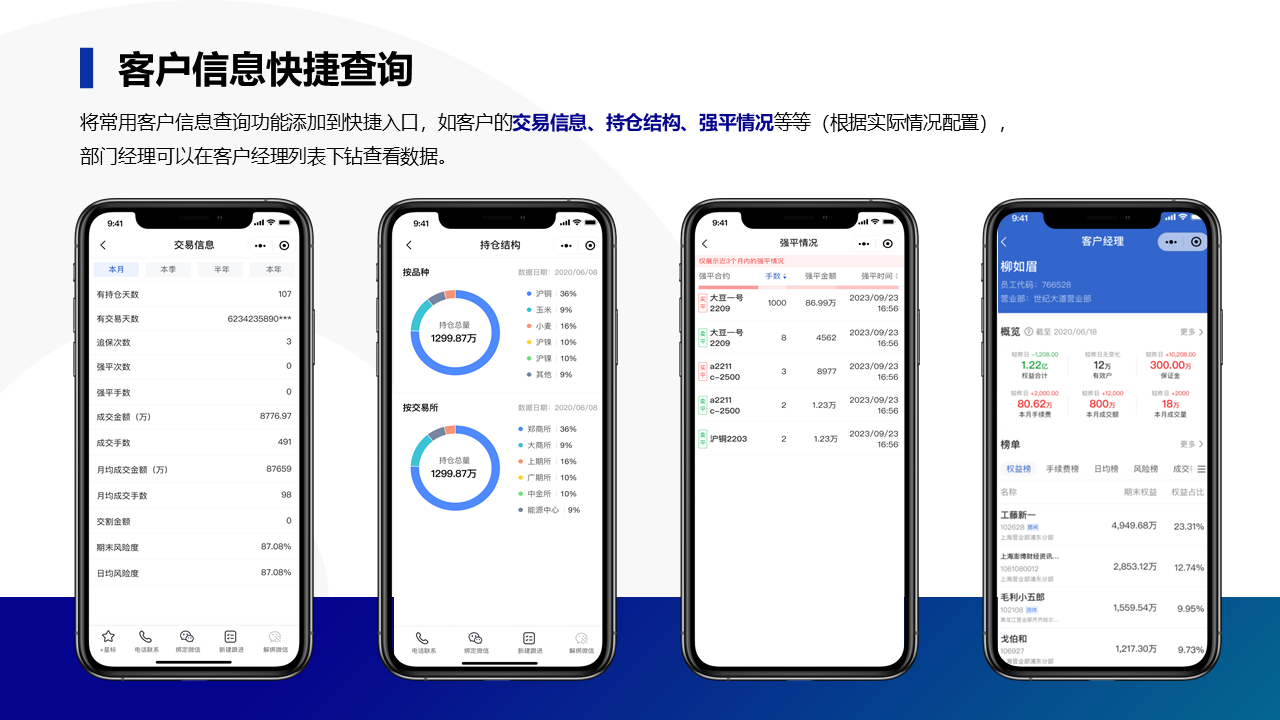 客户信息快捷查询
将常用客户信息查询功能添加到快捷入口，如客户的交易信息、持仓结构、强平情况等等（根据实际情况配置），
部门经理可以在客户经理列表下钻查看数据。
9:41
交易信息
本月 本季 半年 本年
有持仓天数 107
有交易天数 6234235890***
追保次数 3
强平次数 0
强平手数 0
成交金额（万） 8776.97
成交手数 491
月均成交金额（万） 87659
月均成交手数 98
交割金额 0
期末风险度 87.08%
日均风险度 87.08%
+星标 电话联系 绑定微信 新建跟进 解绑微信
9:41
持仓结构
按品种 数据日期：2020/06/08
持仓总量
1299.87万
沪铜 36%
玉米 9%
小麦 16%
沪镍 10%
沪镍 10%
其他 9%
按交易所 数据日期：2020/06/08
持仓总量
1299.87万
郑商所 36%
大商所 9%
上期所 16%
广期所 10%
中金所 10%
能源中心 9%
电话联系 绑定微信 新建跟进 解绑微信
9:41
强平情况
仅展示近3个月内的强平情况
强平合约 手数 强平金额 强平时间
买平 大豆一号 2209 1000 86.99万 2023/09/23 16:56
卖平 大豆一号 2209 8 4562 2023/09/23 16:56
买平 a2211 c-2500 3 8977 2023/09/23 16:56
卖平 a2211 c-2500 2 1.23万 2023/09/23 16:56
卖平 沪铜2203 2 1.23万 2023/09/23 16:56
9:41
客户经理
柳如眉
员工代码：766528
营业部：世纪大道营业部
概览 截至 2020/06/18 更多
较昨日 -1,206.00 较昨日无变化 较昨日 +10,208.00
1.22亿 12万 300.00万
权益合计 有效户 保证金
较昨日 +2,000.00 较昨日 +12,000 较昨日 +2000
80.62万 800万 18万
本月手续费 本月成交额 本月成交量
榜单 更多
权益榜 手续费榜 日均榜 风险榜 成交
名称 期末权益 权益占比
工藤新一 4,949.68万 23.31%
102628
上海营业部浦东分部
上海澎博财经资讯... 2,853.12万 12.74%
1061080012
上海营业部浦东分部
毛利小五郎 1,559.54万 9.95%
102108
黑龙江营业部齐齐哈尔...
戈伯和 1,217.30万 9.73%
106927
上海营业部浦东分部